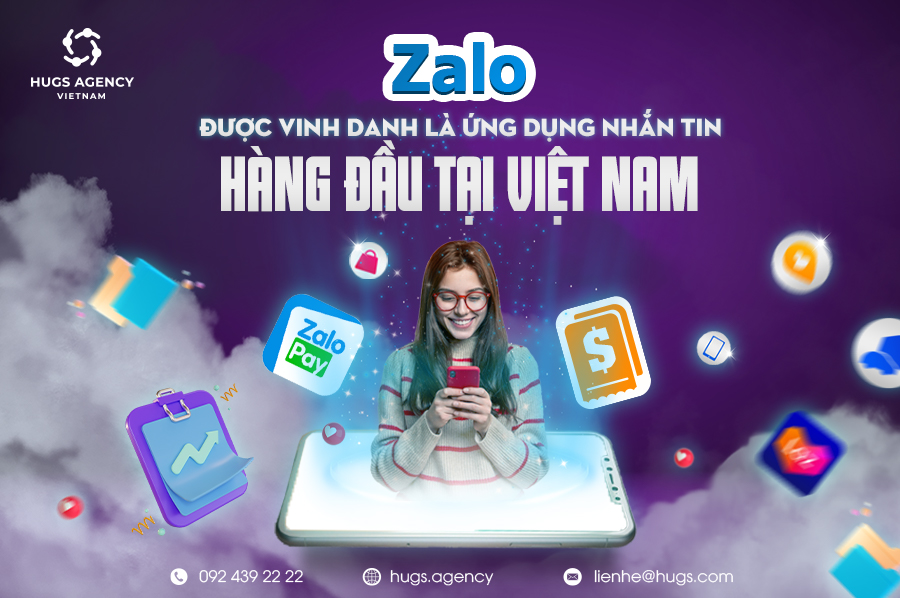 HUGS AGENCY
VIETNAM
Zalo
ĐƯỢC VINH DANH LÀ ỨNG DỤNG NHẮN TIN
HÀNG ĐẦU TẠI VIỆT NAM
Zalo
Pay
$
092 439 22 22
hugs.agency
lienhe@hugs.com